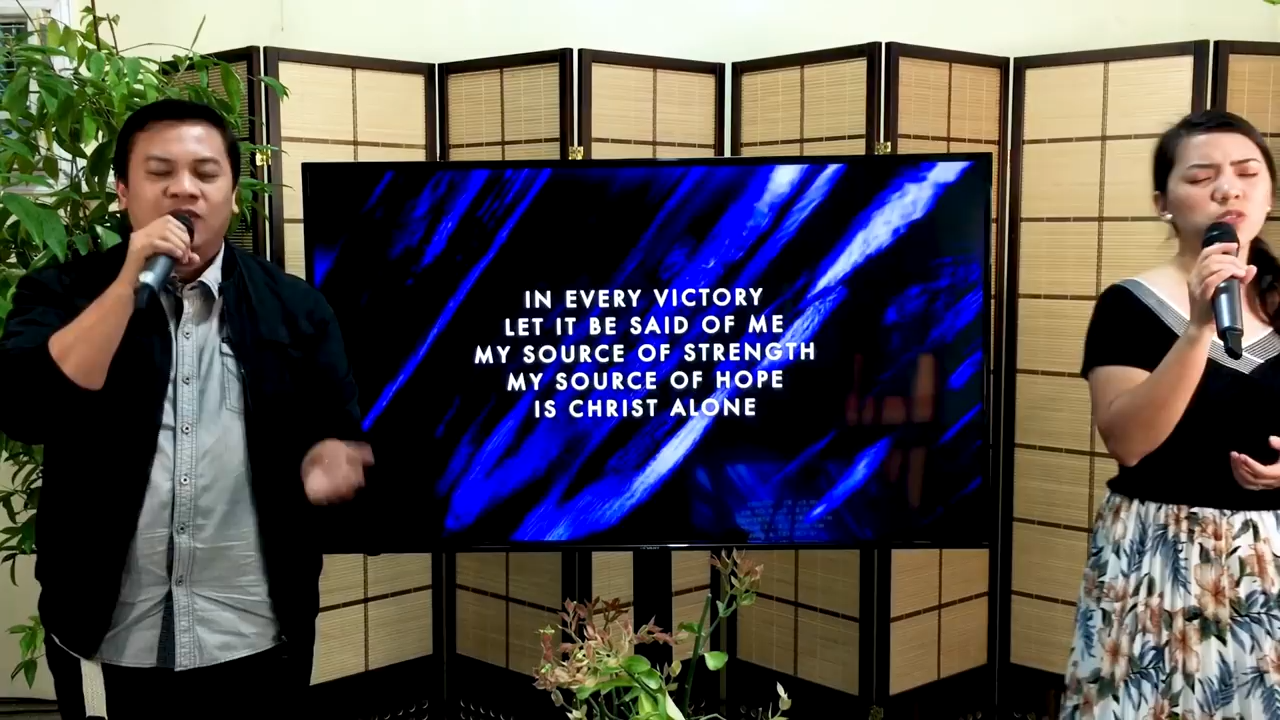 IN EVERY VICTORY
LET IT BE SAID OF ME
MY SOURCE OF STRENGTH
MY SOURCE OF HOPE
IS CHRIST ALONE